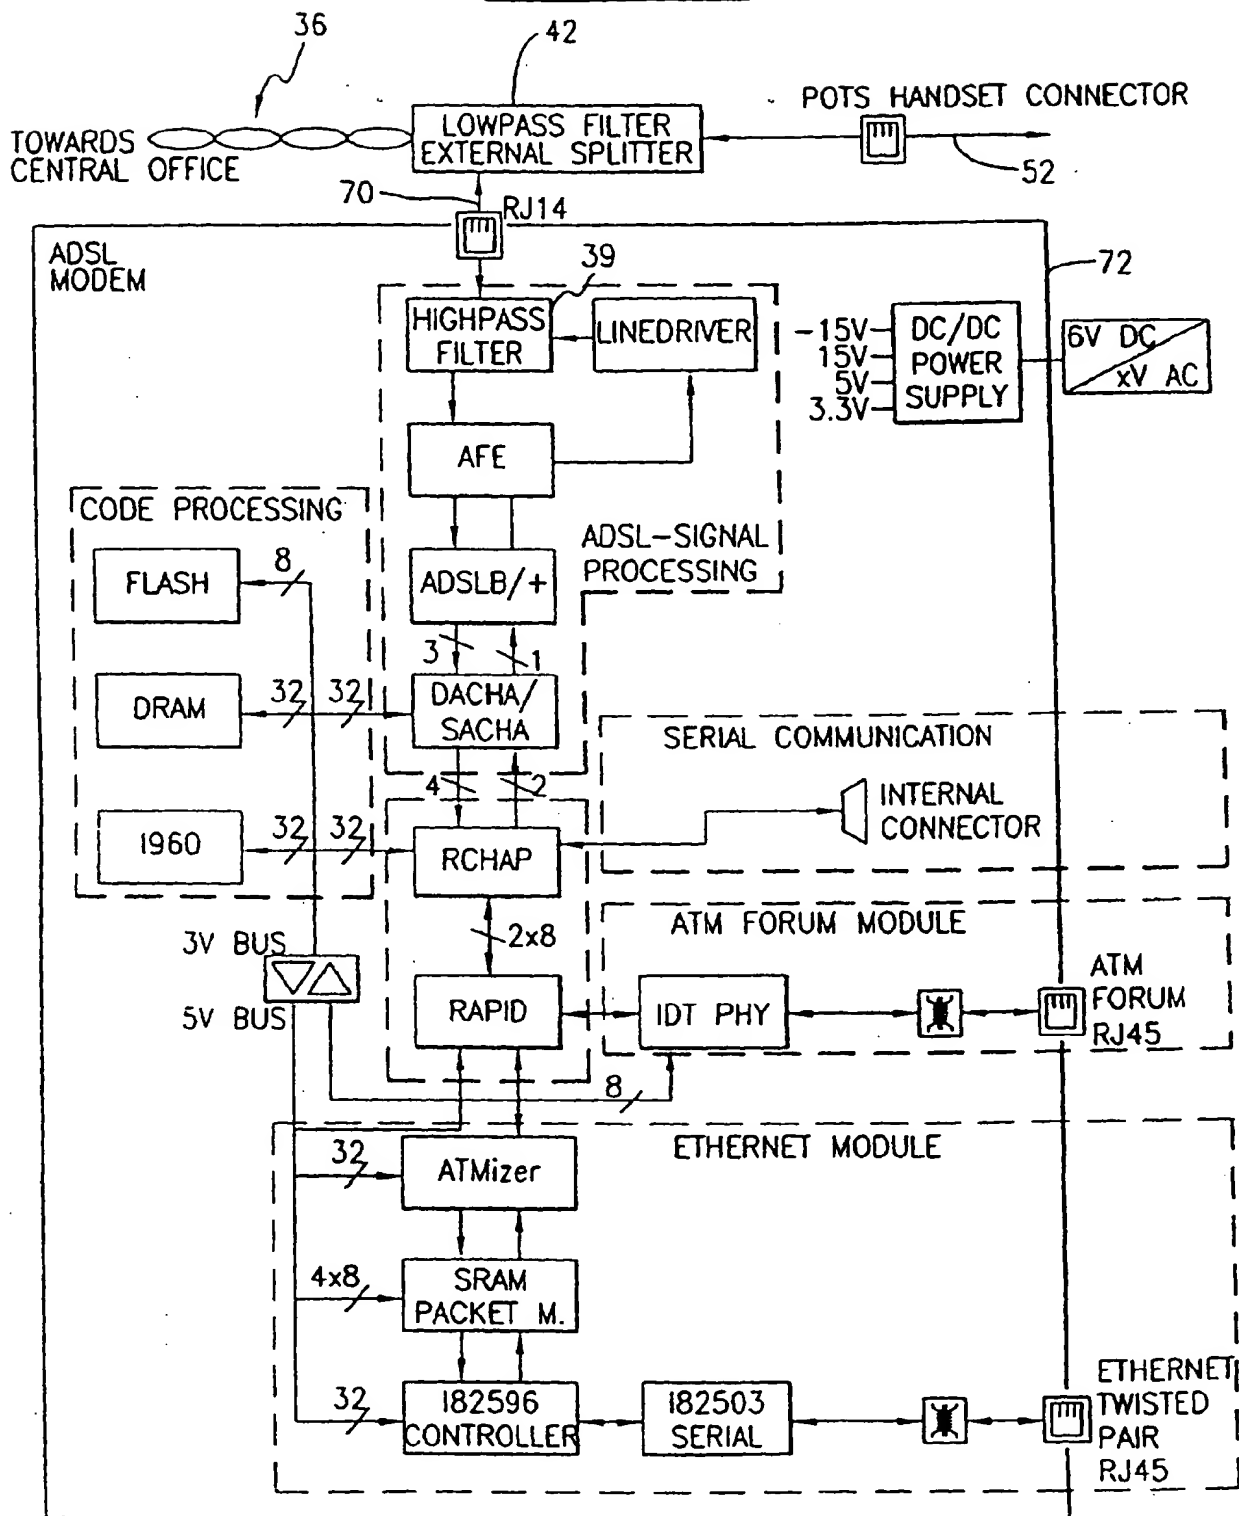 36
42
POTS HANDSET CONNECTOR
TOWARDS
CENTRAL OFFICE
LOWPASS FILTER
EXTERNAL SPLITTER
52
70
RJ14
ADSL
MODEM
39
72
HIGHPASS
FILTER
LINEDRIVER
-15V
15V
5V
3.3V
DC/DC
POWER
SUPPLY
6V DC
xV AC
AFE
CODE PROCESSING
ADSL-SIGNAL
PROCESSING
FLASH
8
ADSLB/+
3
1
DRAM
32
32
DACHA/
SACHA
SERIAL COMMUNICATION
4
2
INTERNAL
CONNECTOR
I960
32
32
RCHAP
ATM FORUM MODULE
3V BUS
2x8
5V BUS
RAPID
IDT PHY
ATM
FORUM
RJ45
8
ETHERNET MODULE
32
ATMizer
4x8
SRAM
PACKET M.
32
I82596
CONTROLLER
I82503
SERIAL
ETHERNET
TWISTED
PAIR
RJ45